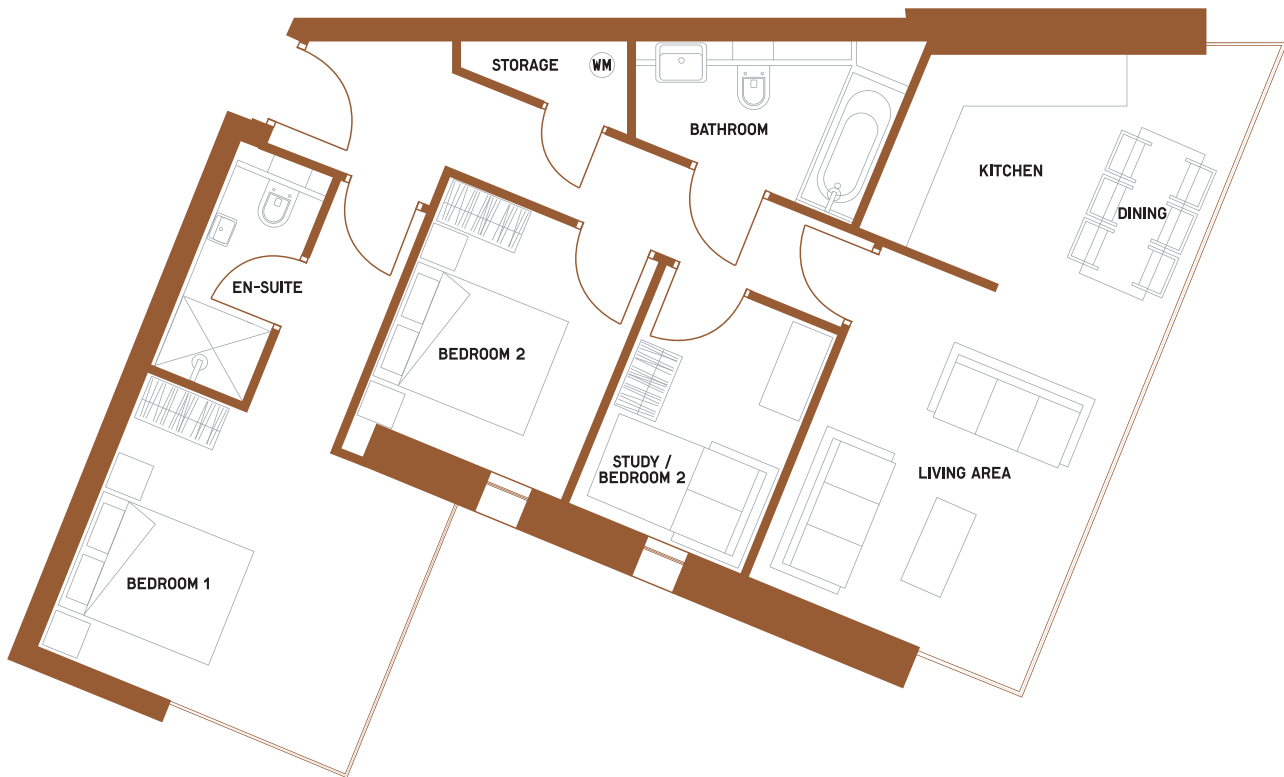 STORAGE
WM
BATHROOM
KITCHEN
DINING
EN-SUITE
BEDROOM 2
STUDY /
BEDROOM 2
LIVING AREA
BEDROOM 1